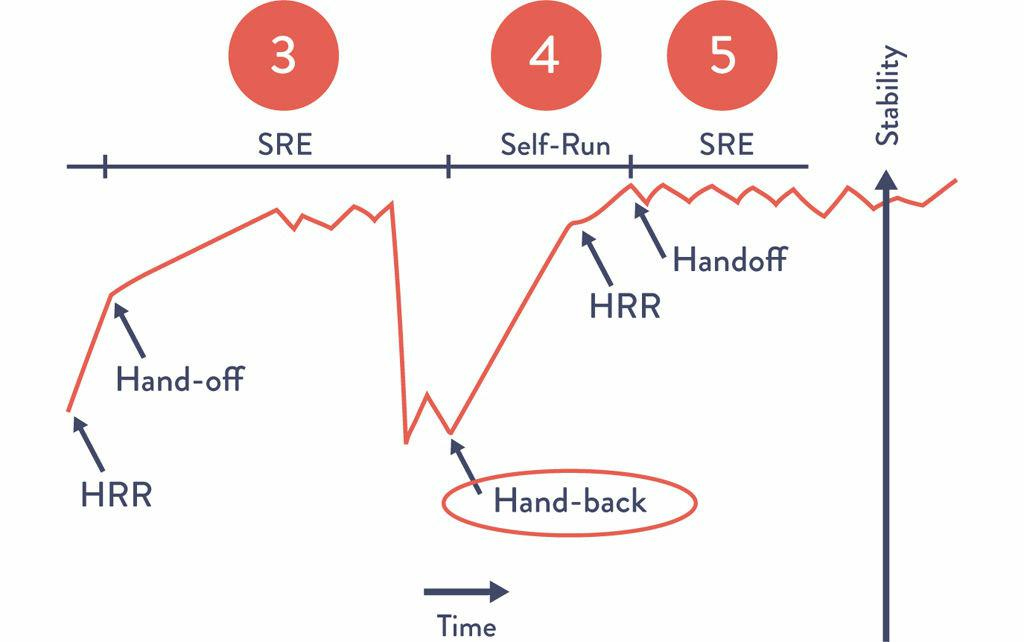 3
4
5
SRE
Self-Run
SRE
Stability
Handoff
HRR
Hand-off
HRR
Hand-back
Time